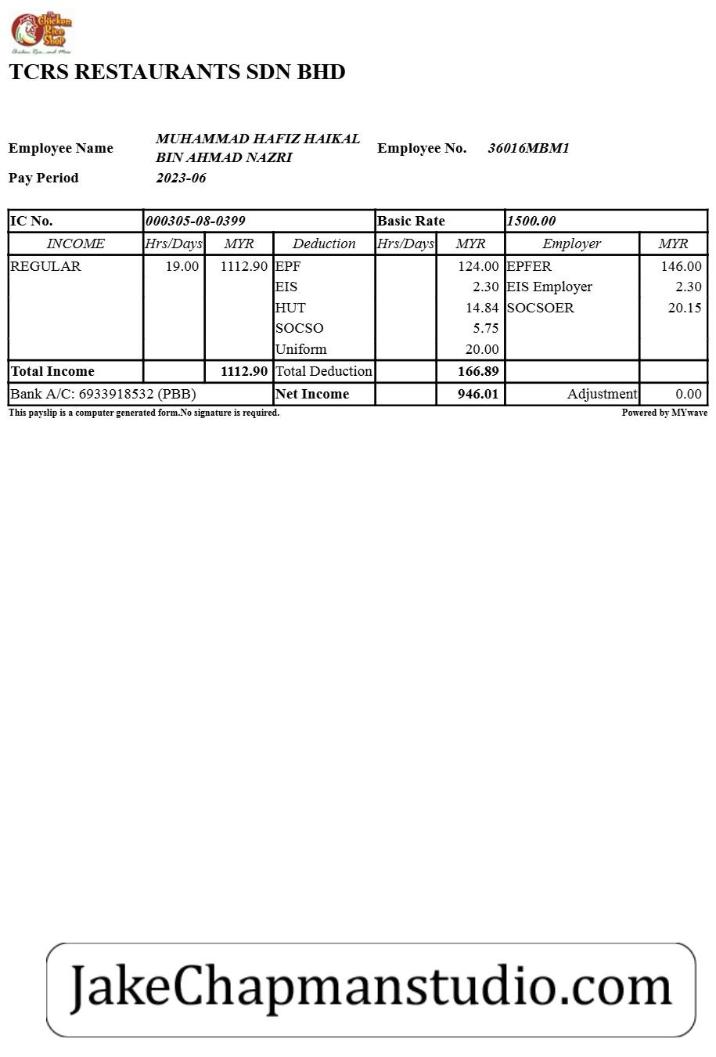 The
Chicken
Rice
Shop
Chicken Rice...and More
TCRS RESTAURANTS SDN BHD
Employee Name MUHAMMAD HAFIZ HAIKAL BIN AHMAD NAZRI Employee No. 36016MBM1
Pay Period 2023-06
IC No. 000305-08-0399 Basic Rate 1500.00
INCOME Hrs/Days MYR Deduction Hrs/Days MYR Employer MYR
REGULAR 19.00 1112.90 EPF 124.00 EPFER 146.00
EIS 2.30 EIS Employer 2.30
HUT 14.84 SOCSOER 20.15
SOCSO 5.75
Uniform 20.00
Total Income 1112.90 Total Deduction 166.89
Bank A/C: 6933918532 (PBB) Net Income 946.01 Adjustment 0.00
This payslip is a computer generated form.No signature is required. Powered by MYwave
JakeChapmanstudio.com